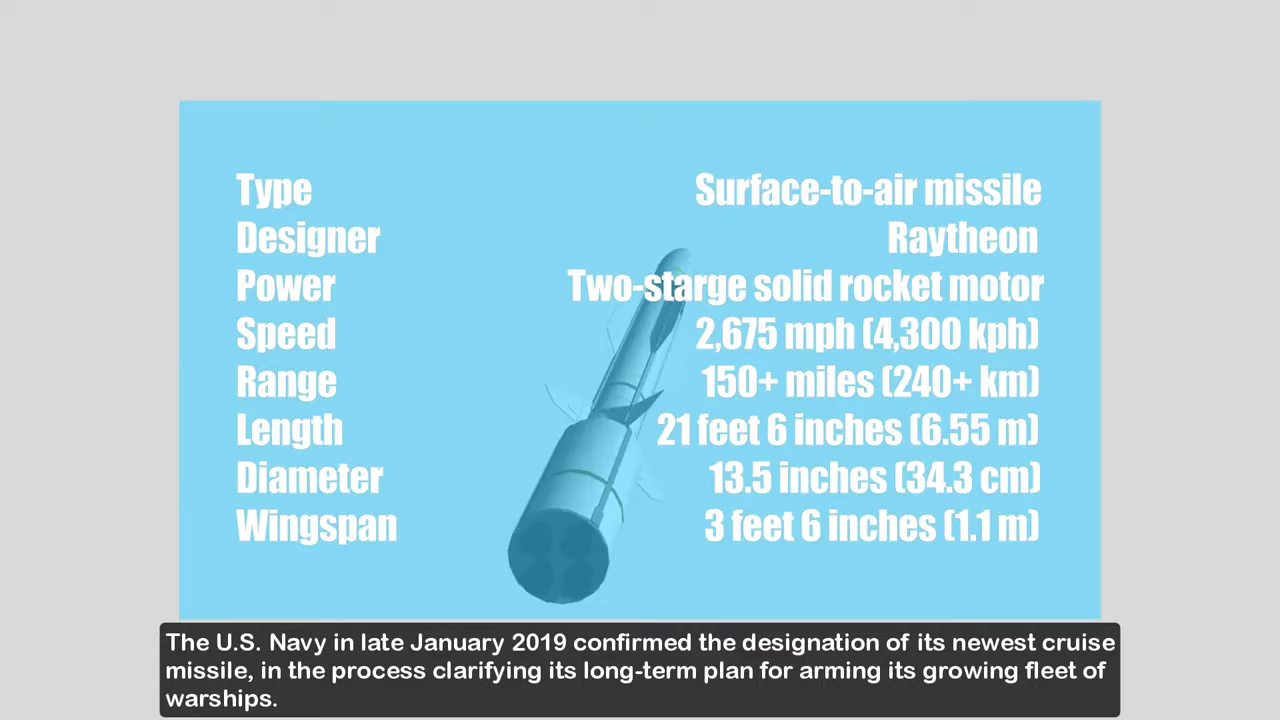 Type Surface-to-air missile
Designer Raytheon
Power Two-starge solid rocket motor
Speed 2,675 mph (4,300 kph)
Range 150+ miles (240+ km)
Length 21 feet 6 inches (6.55 m)
Diameter 13.5 inches (34.3 cm)
Wingspan 3 feet 6 inches (1.1 m)
The U.S. Navy in late January 2019 confirmed the designation of its newest cruise
missile, in the process clarifying its long-term plan for arming its growing fleet of
warships.